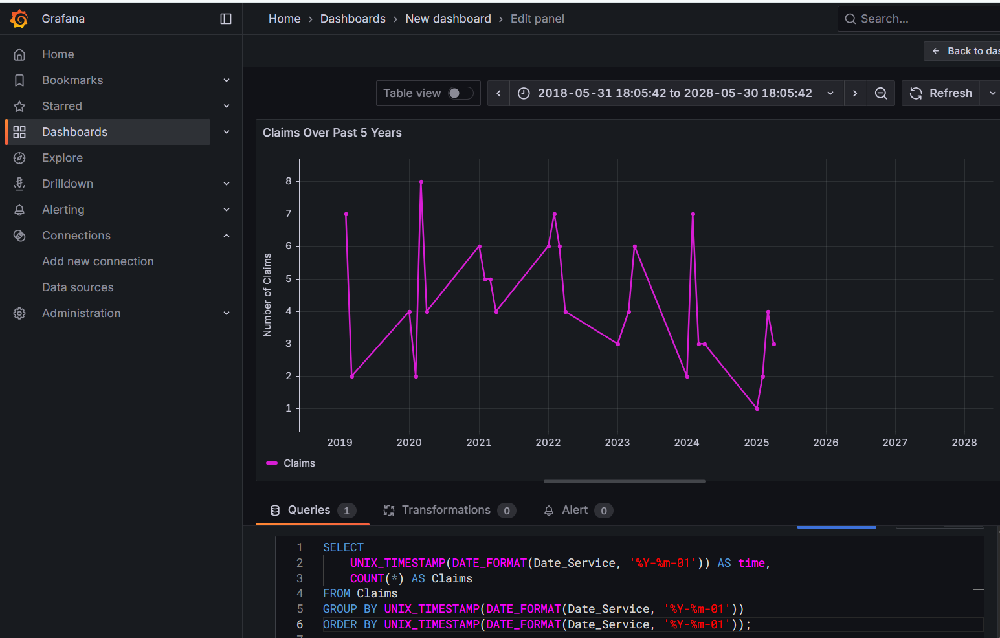 Grafana
Home › Dashboards › New dashboard › Edit panel
Search...
Home
Bookmarks
Starred
Dashboards
Explore
Drilldown
Alerting
Connections
Add new connection
Data sources
Administration
← Back to das
Table view
2018-05-31 18:05:42 to 2028-05-30 18:05:42
Refresh
Claims Over Past 5 Years
Number of Claims
8
7
6
5
4
3
2
1
2019 2020 2021 2022 2023 2024 2025 2026 2027 2028
Claims
Queries 1 Transformations 0 Alert 0
1 SELECT
2 UNIX_TIMESTAMP(DATE_FORMAT(Date_Service, '%Y-%m-01')) AS time,
3 COUNT(*) AS Claims
4 FROM Claims
5 GROUP BY UNIX_TIMESTAMP(DATE_FORMAT(Date_Service, '%Y-%m-01'))
6 ORDER BY UNIX_TIMESTAMP(DATE_FORMAT(Date_Service, '%Y-%m-01'));